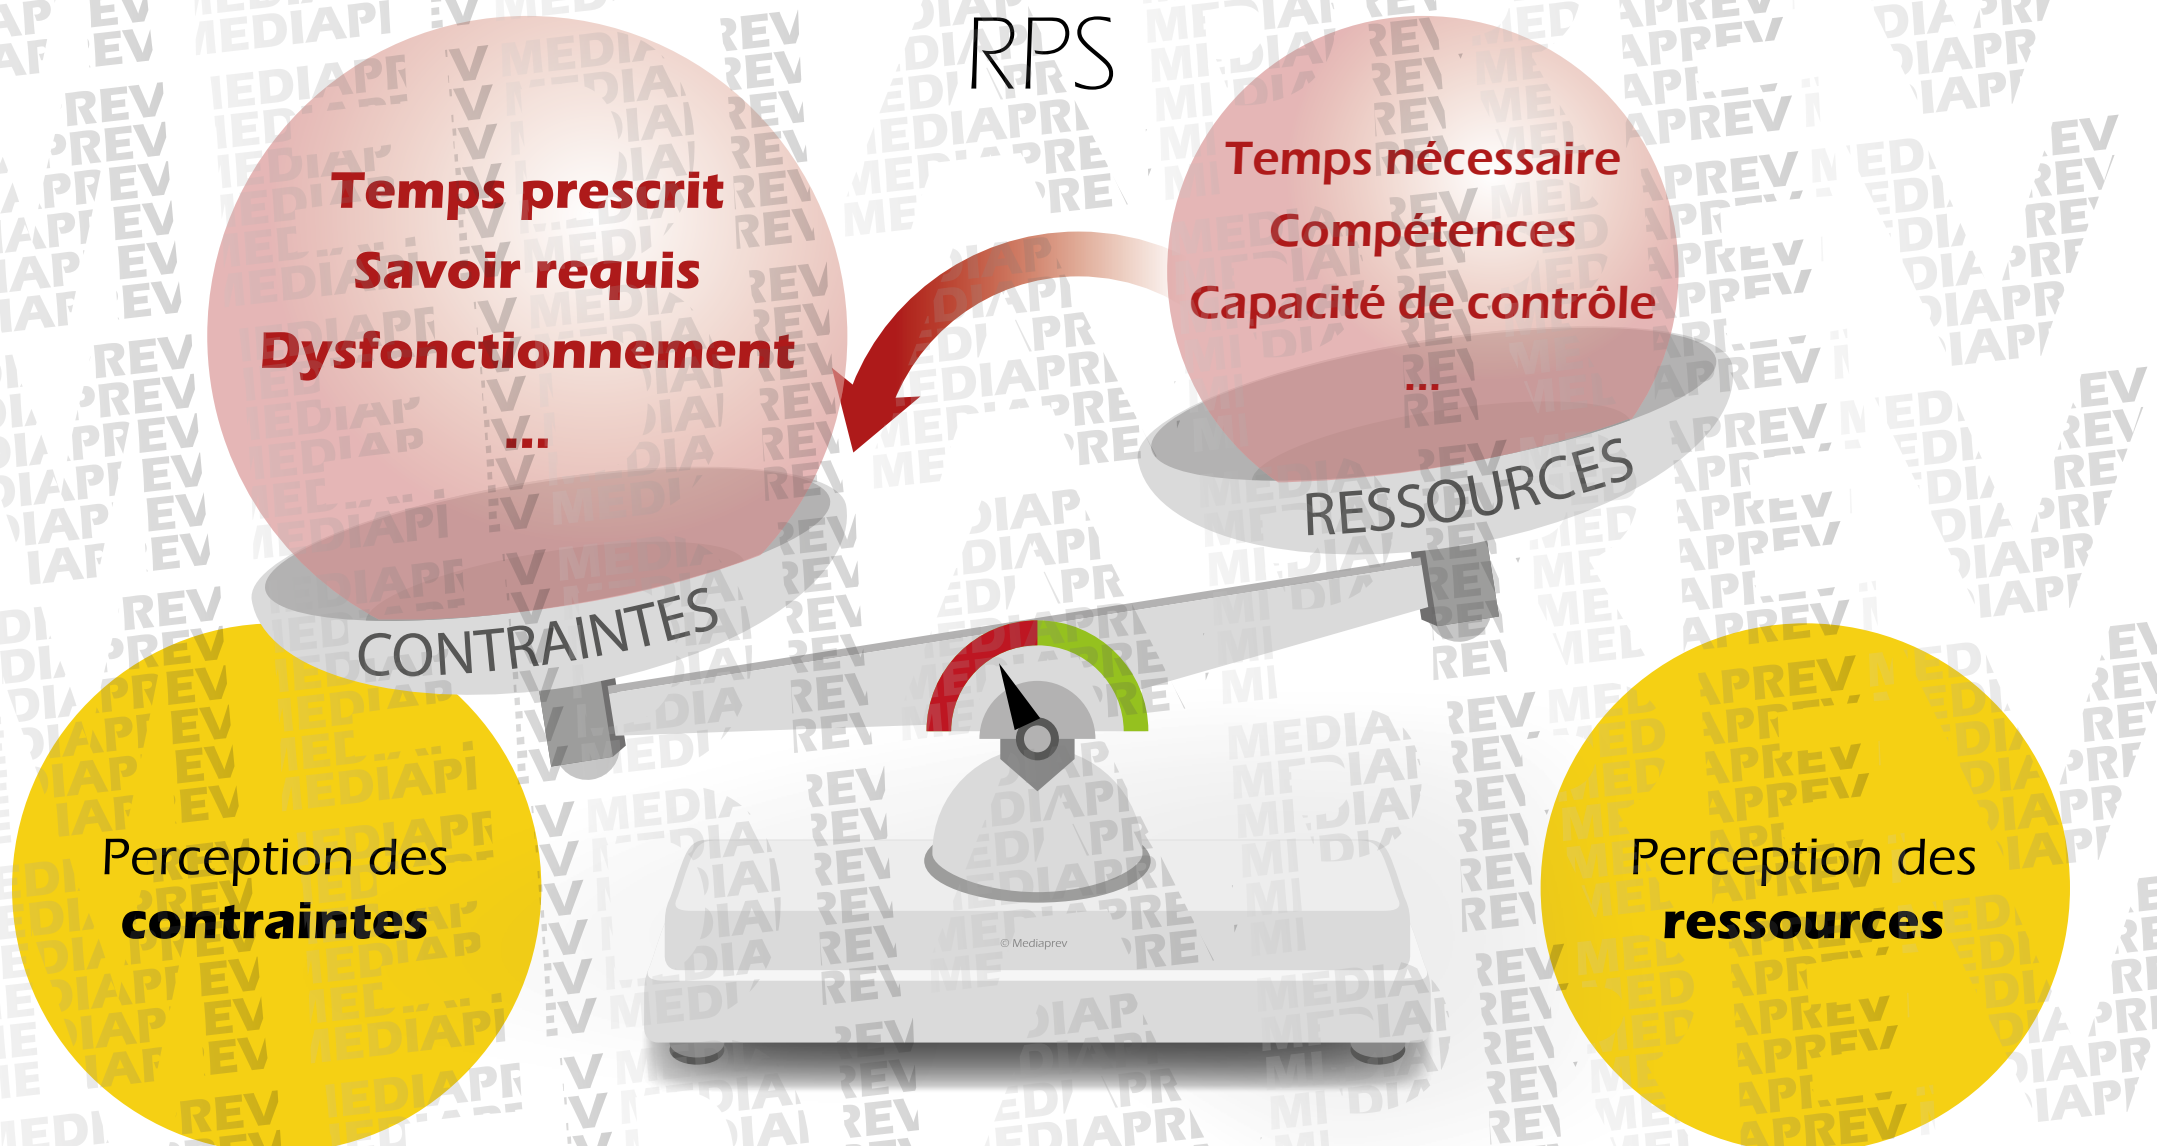 RPS
Temps prescrit
Savoir requis
Dysfonctionnement
...
CONTRAINTES
Temps nécessaire
Compétences
Capacité de contrôle
...
RESSOURCES
Perception des
contraintes
Perception des
ressources
© Mediaprev